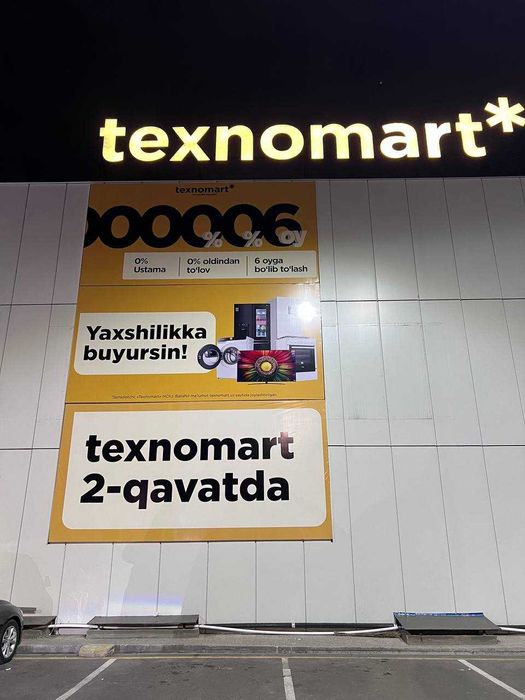 texnomart*
texnomart*
000006
% % oy
0% Ustama
0% oldindan to'lov
6 oyga bo'lib to'lash
Yaxshilikka
buyursin!
texnomart
2-qavatda